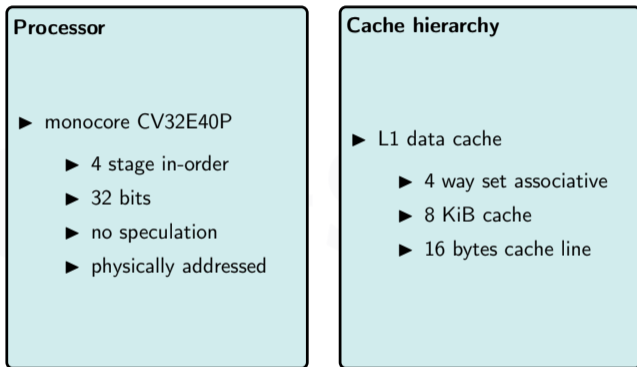 Processor
▶ monocore CV32E40P
▶ 4 stage in-order
▶ 32 bits
▶ no speculation
▶ physically addressed
Cache hierarchy
▶ L1 data cache
▶ 4 way set associative
▶ 8 KiB cache
▶ 16 bytes cache line